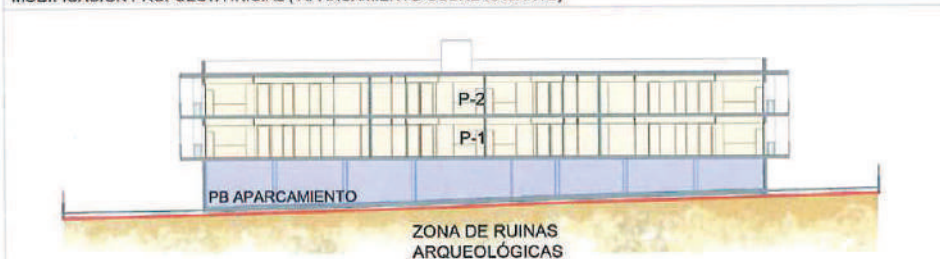 P-2
P-1
PB APARCAMIENTO
ZONA DE RUINAS
ARQUEOLÓGICAS